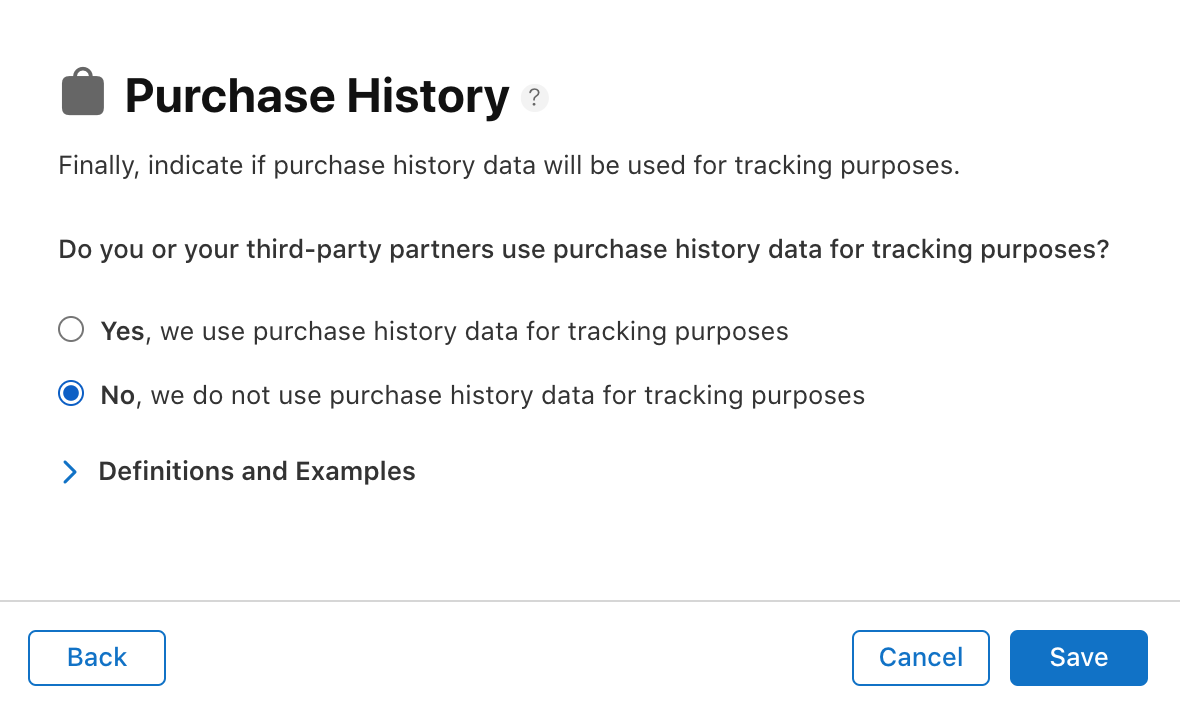 Purchase History ?
Finally, indicate if purchase history data will be used for tracking purposes.
Do you or your third-party partners use purchase history data for tracking purposes?
Yes, we use purchase history data for tracking purposes
No, we do not use purchase history data for tracking purposes
Definitions and Examples
Back Cancel Save